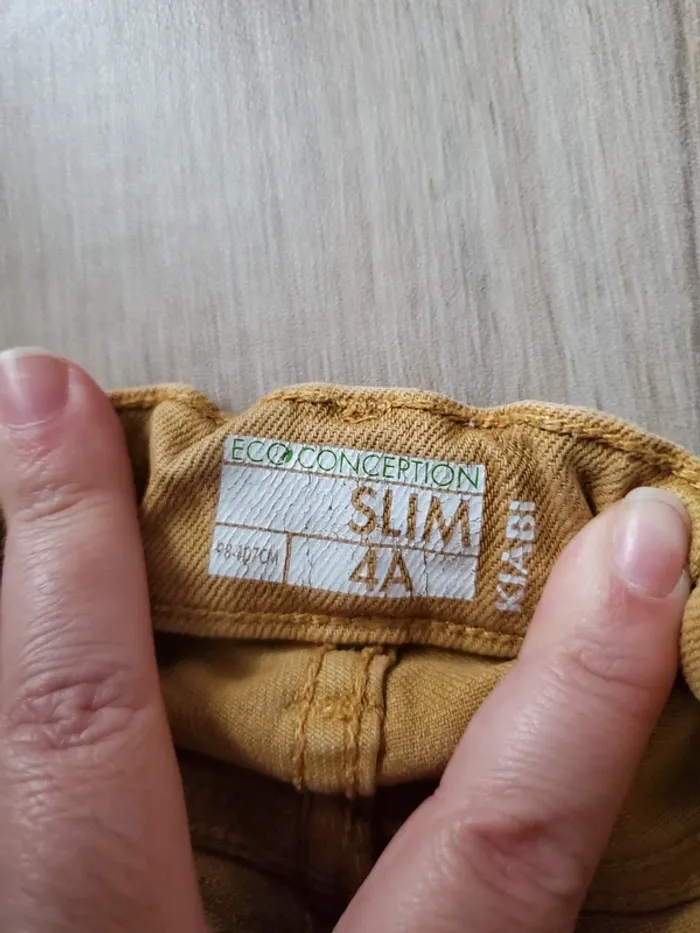 ECOCONCEPTION
SLIM
98-107CM
4A
KIABI